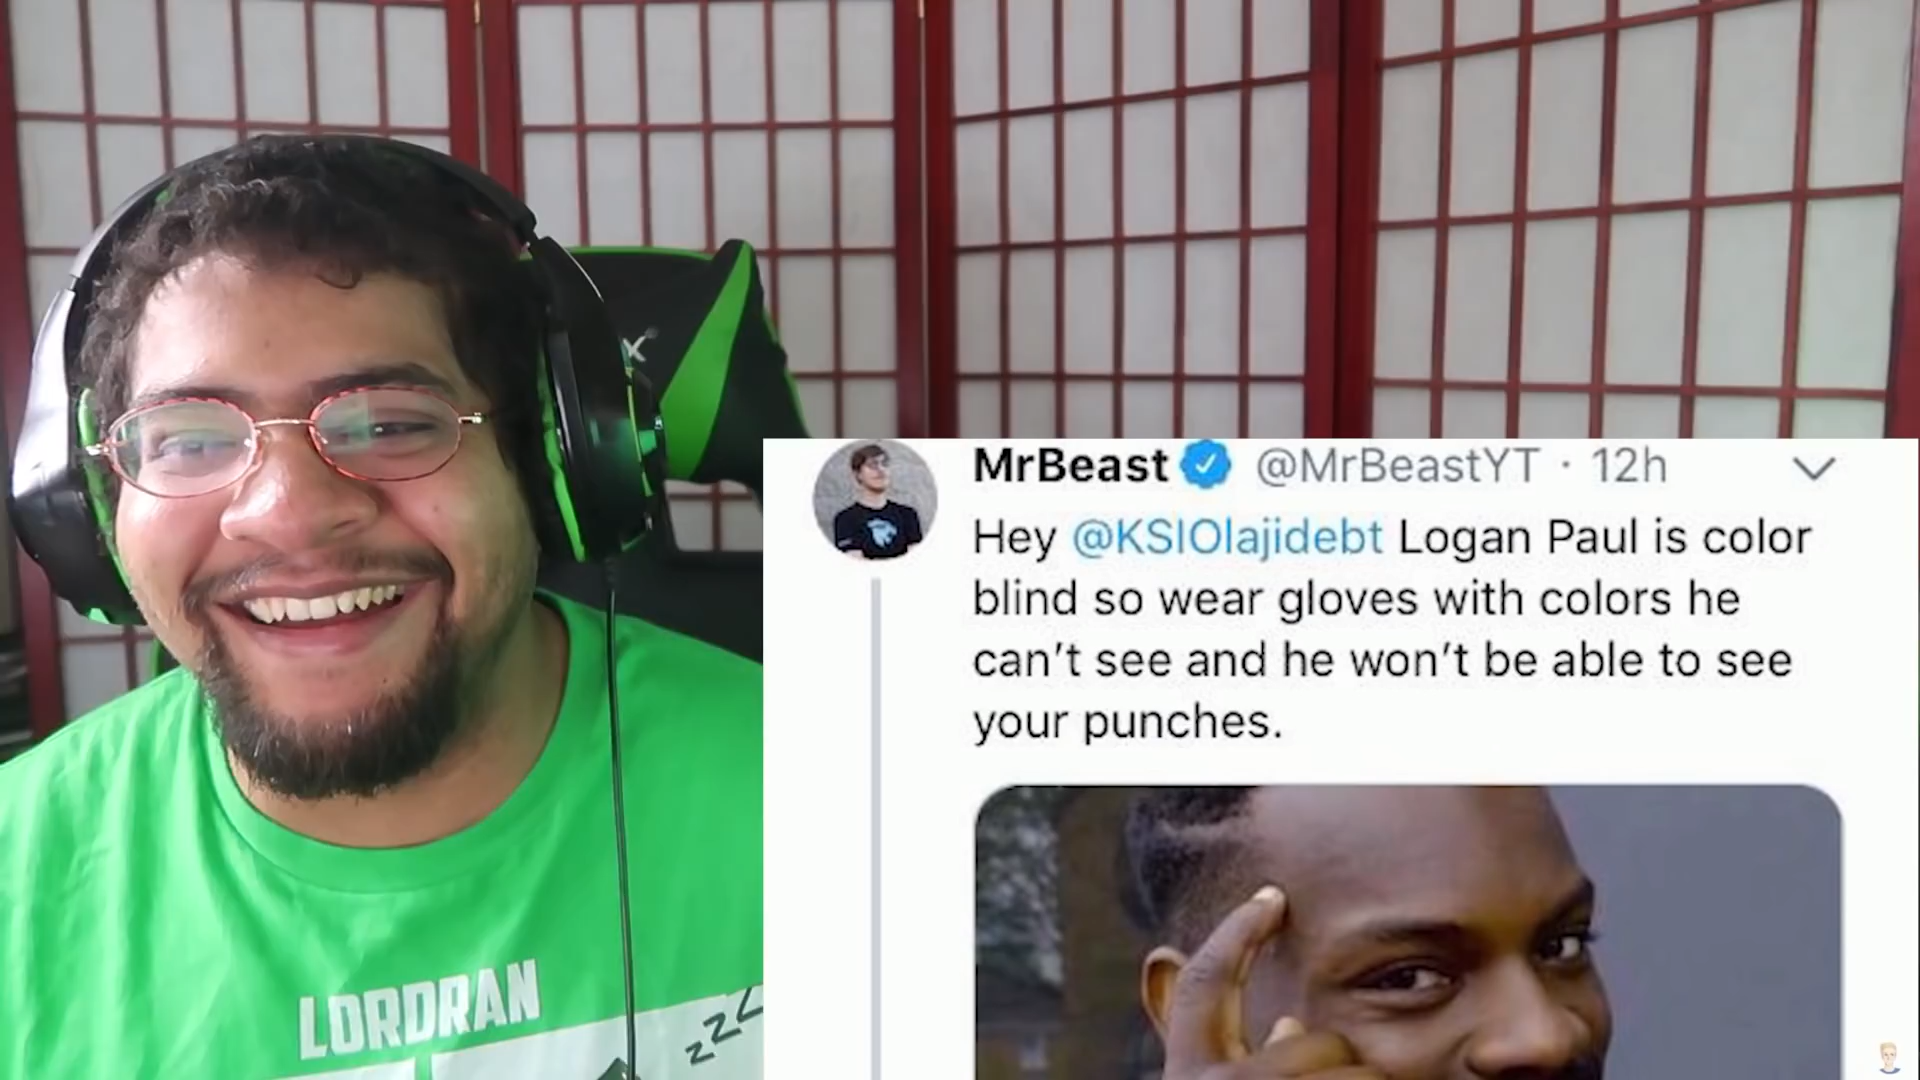 MrBeast @MrBeastYT · 12h
Hey @KSIOlajidebt Logan Paul is color
blind so wear gloves with colors he
can't see and he won't be able to see
your punches.
LORDRAN
zzz